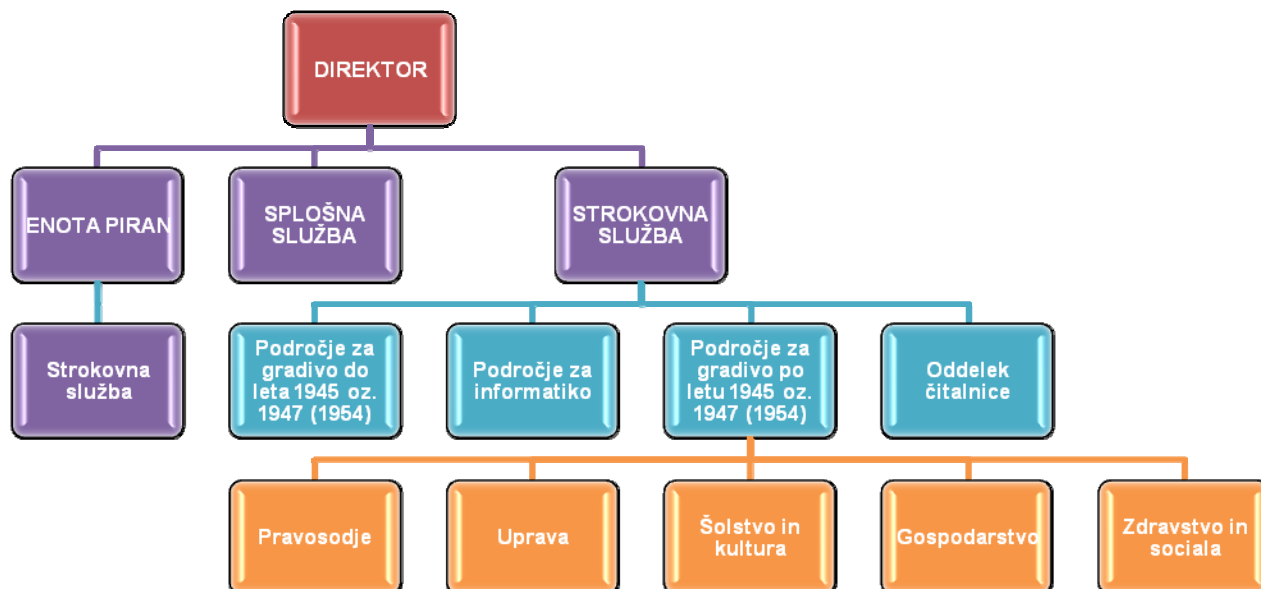 DIREKTOR
ENOTA PIRAN
SPLOŠNA
SLUŽBA
STROKOVNA
SLUŽBA
Strokovna
služba
Področje za
gradivo do
leta 1945 oz.
1947 (1954)
Področje za
informatiko
Področje za
gradivo po
letu 1945 oz.
1947 (1954)
Oddelek
čitalnice
Pravosodje
Uprava
Šolstvo in
kultura
Gospodarstvo
Zdravstvo in
sociala